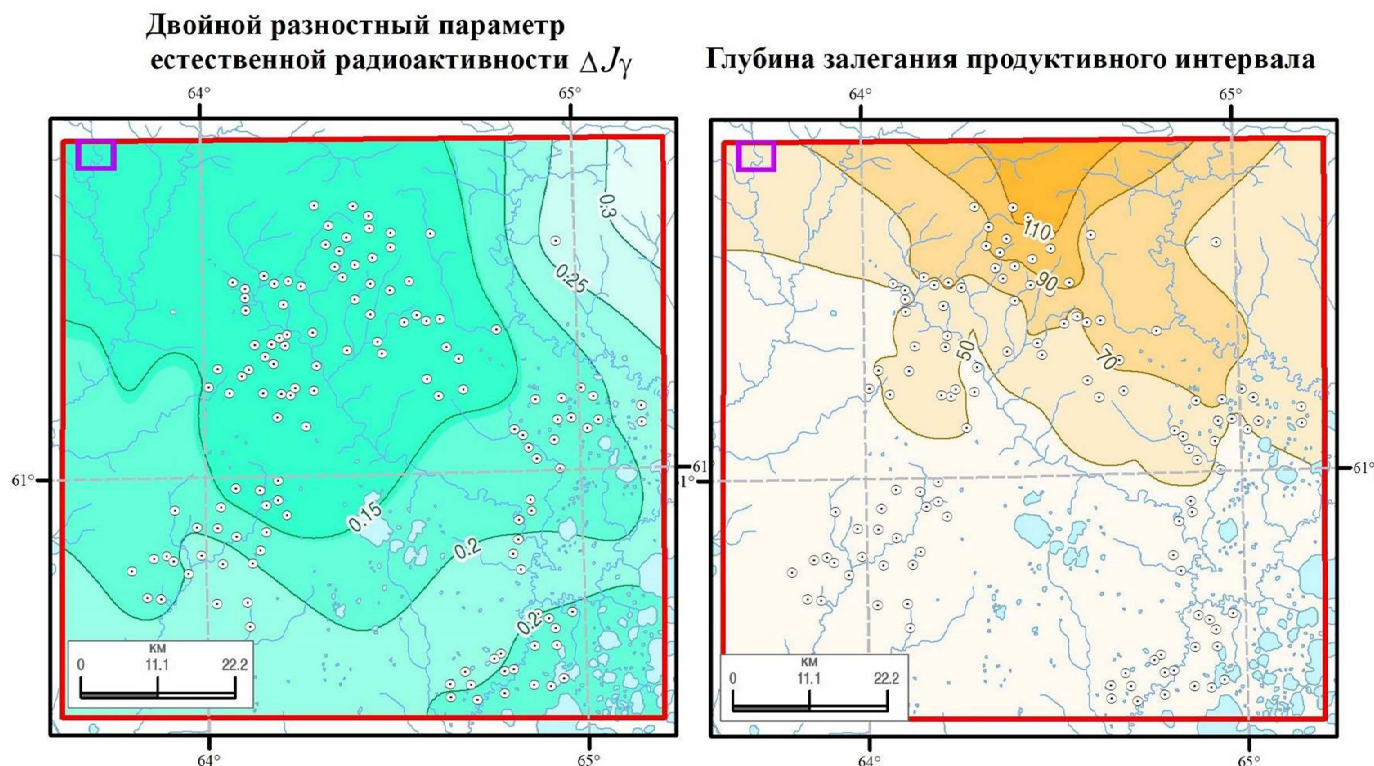 Двойной разностный параметр
естественной радиоактивности ΔJγ
Глубина залегания продуктивного интервала
64°
65°
64°
65°
0.3
0.25
0.15
0.2
0.2
110
90
70
50
61°
61°
1°
КМ
0 11.1 22.2
КМ
0 11.1 22.2
64°
65°
64°
65°